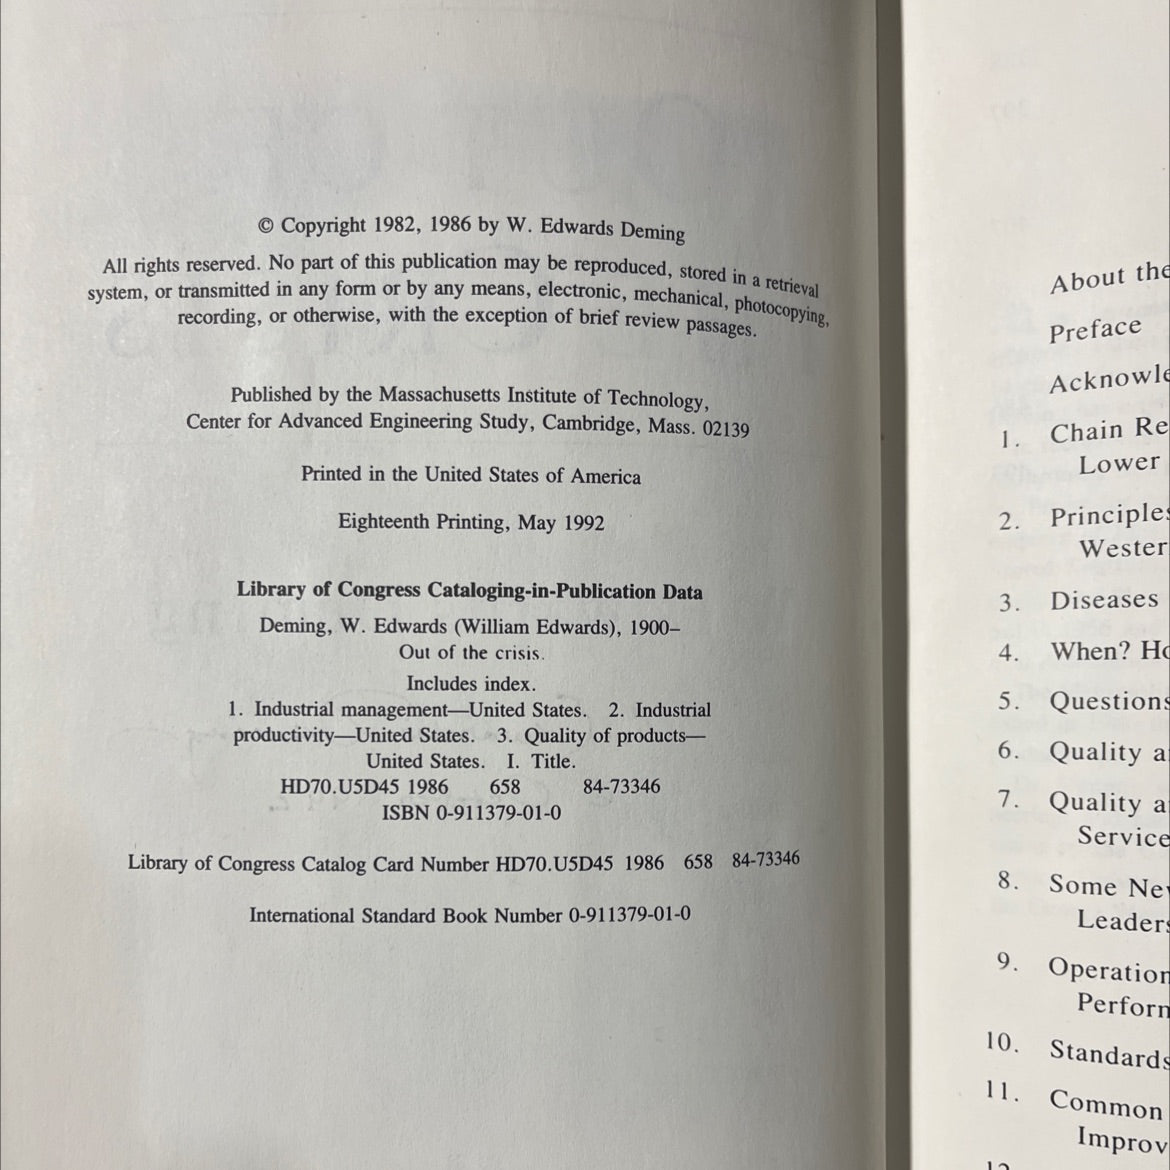 © Copyright 1982, 1986 by W. Edwards Deming
All rights reserved. No part of this publication may be reproduced, stored in a retrieval
system, or transmitted in any form or by any means, electronic, mechanical, photocopying,
recording, or otherwise, with the exception of brief review passages.
Published by the Massachusetts Institute of Technology,
Center for Advanced Engineering Study, Cambridge, Mass. 02139
Printed in the United States of America
Eighteenth Printing, May 1992
Library of Congress Cataloging-in-Publication Data
Deming, W. Edwards (William Edwards), 1900–
Out of the crisis.
Includes index.
1. Industrial management—United States. 2. Industrial
productivity—United States. 3. Quality of products—
United States. I. Title.
HD70.U5D45 1986 658 84-73346
ISBN 0-911379-01-0
Library of Congress Catalog Card Number HD70.U5D45 1986 658 84-73346
International Standard Book Number 0-911379-01-0
About the
Preface
Acknowle
1. Chain Re
Lower
2. Principles
Wester
3. Diseases
4. When? Ho
5. Questions
6. Quality a
7. Quality a
Service
8. Some Ne
Leaders
9. Operation
Perform
10. Standards
11. Common
Improv